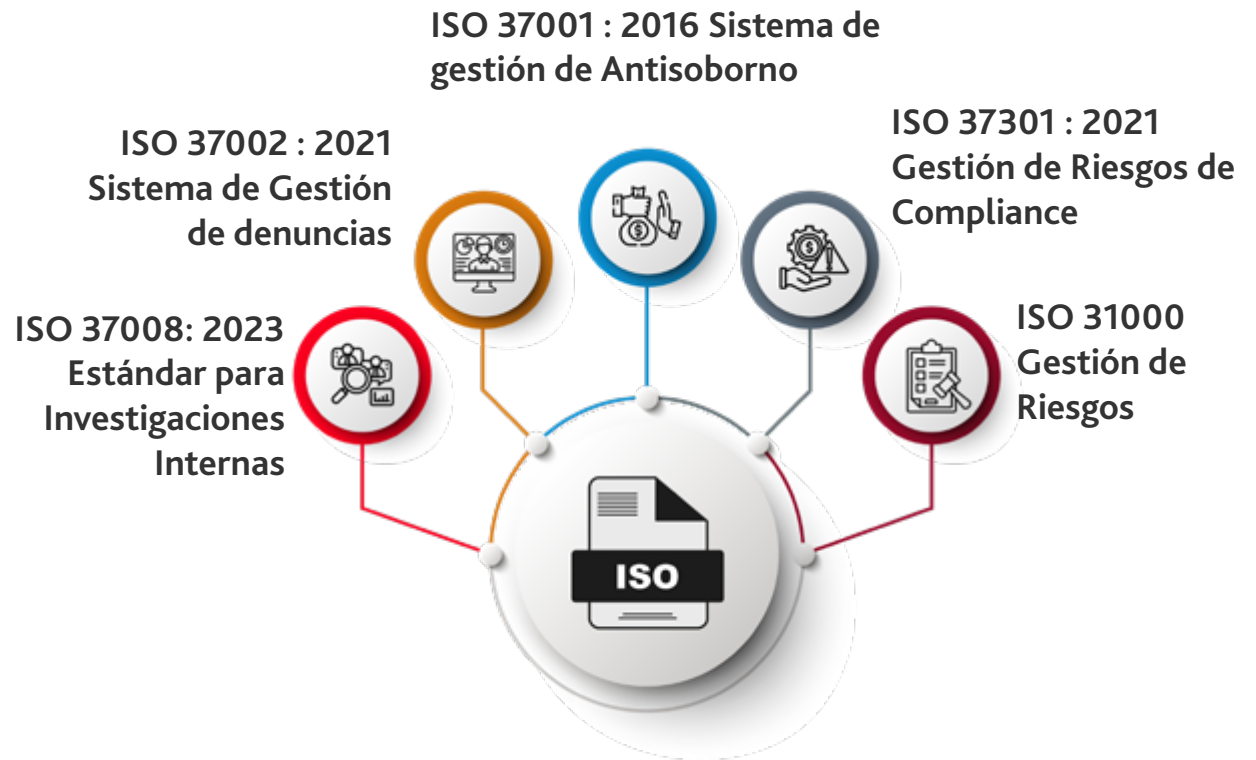 ISO 37001 : 2016 Sistema de
gestión de Antisoborno
ISO 37002 : 2021
Sistema de Gestión
de denuncias
ISO 37301 : 2021
Gestión de Riesgos de
Compliance
ISO 37008: 2023
Estándar para
Investigaciones
Internas
ISO 31000
Gestión de
Riesgos
ISO